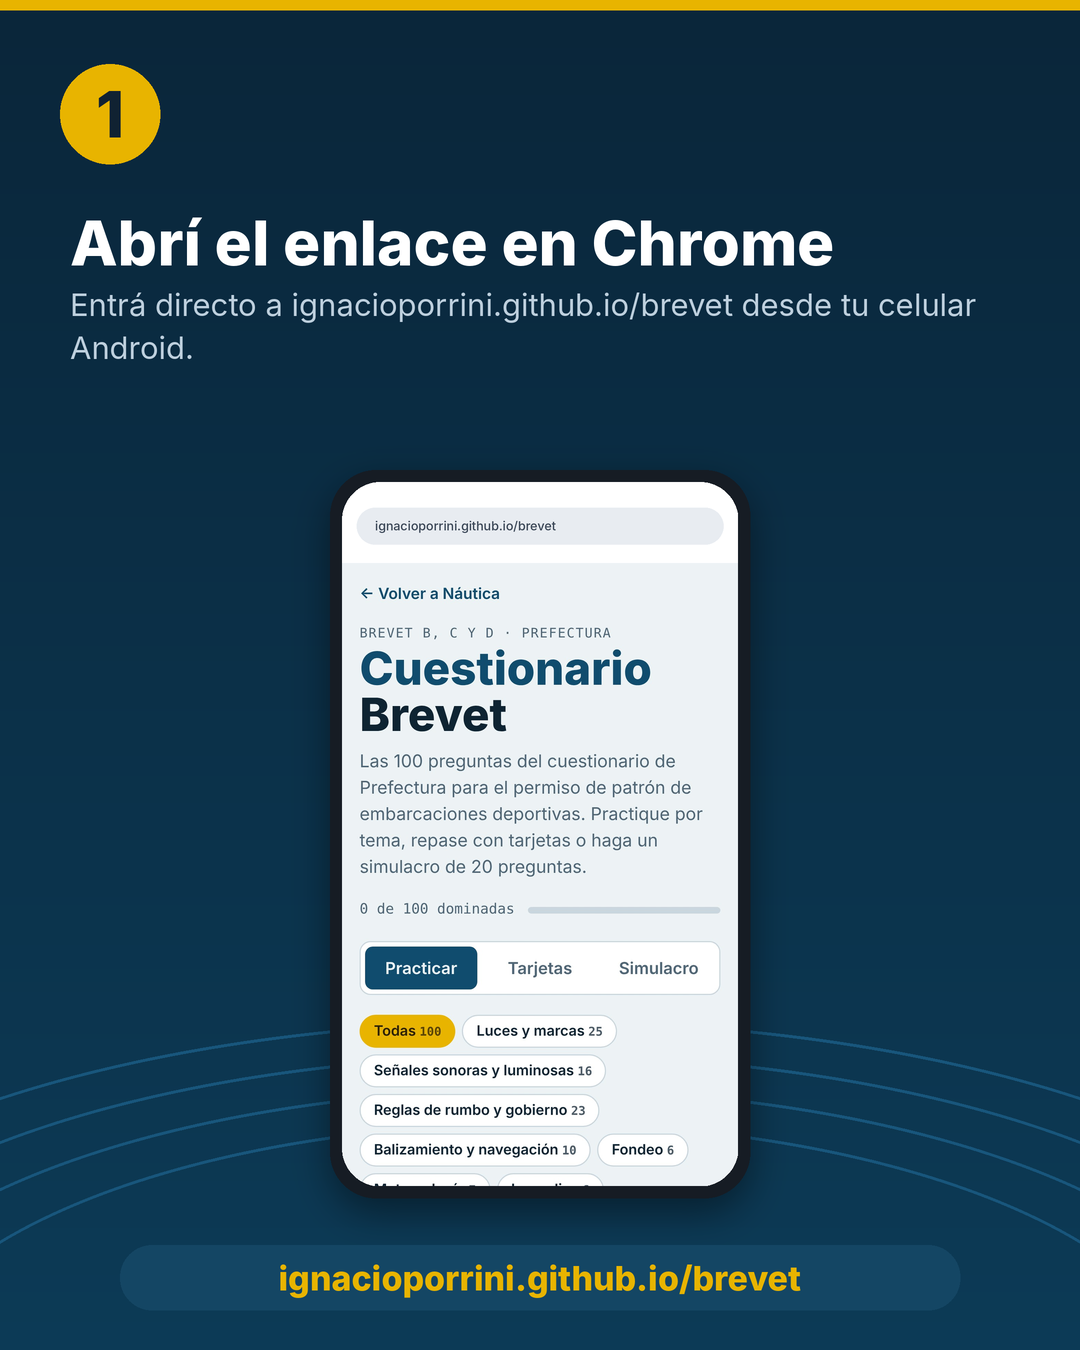 1
Abrí el enlace en Chrome
Entrá directo a ignacioporrini.github.io/brevet desde tu celular
Android.
ignacioporrini.github.io/brevet
← Volver a Náutica
BREVET B, C Y D · PREFECTURA
Cuestionario
Brevet
Las 100 preguntas del cuestionario de
Prefectura para el permiso de patrón de
embarcaciones deportivas. Practique por
tema, repase con tarjetas o haga un
simulacro de 20 preguntas.
0 de 100 dominadas
Practicar Tarjetas Simulacro
Todas 100 Luces y marcas 25
Señales sonoras y luminosas 16
Reglas de rumbo y gobierno 23
Balizamiento y navegación 10 Fondeo 6
ignacioporrini.github.io/brevet